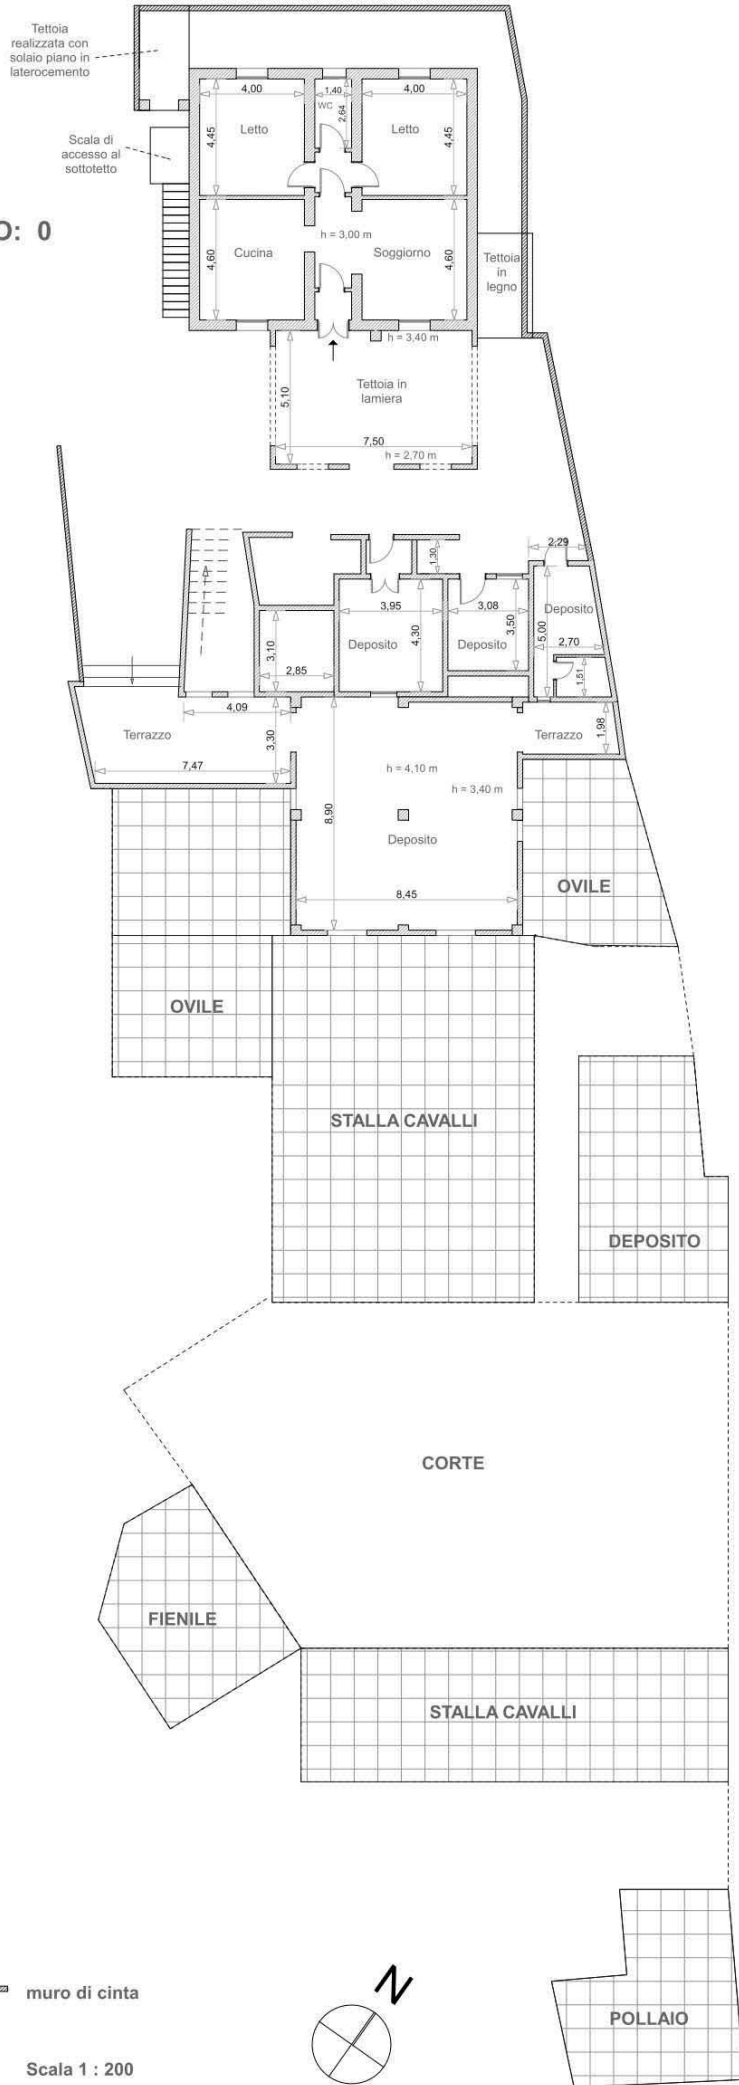 Tettoia
realizzata con
solaio piano in
laterocemento
4,00
1,40
4,00
WC
2,64
Letto
Letto
4,45
4,45
Scala di
accesso al
sottotetto
O: 0
h = 3,00 m
Cucina
Soggiorno
4,60
4,60
Tettoia
in
legno
h = 3,40 m
Tettoia in
lamiera
5,10
7,50
h = 2,70 m
2,29
1,30
3,95
3,08
Deposito
4,30
3,50
5,00
Deposito
Deposito
2,70
3,10
2,85
1,51
4,09
Terrazzo
3,30
Terrazzo
1,98
7,47
h = 4,10 m
h = 3,40 m
8,90
Deposito
8,45
OVILE
OVILE
STALLA CAVALLI
DEPOSITO
CORTE
FIENILE
STALLA CAVALLI
N
muro di cinta
POLLAIO
Scala 1 : 200